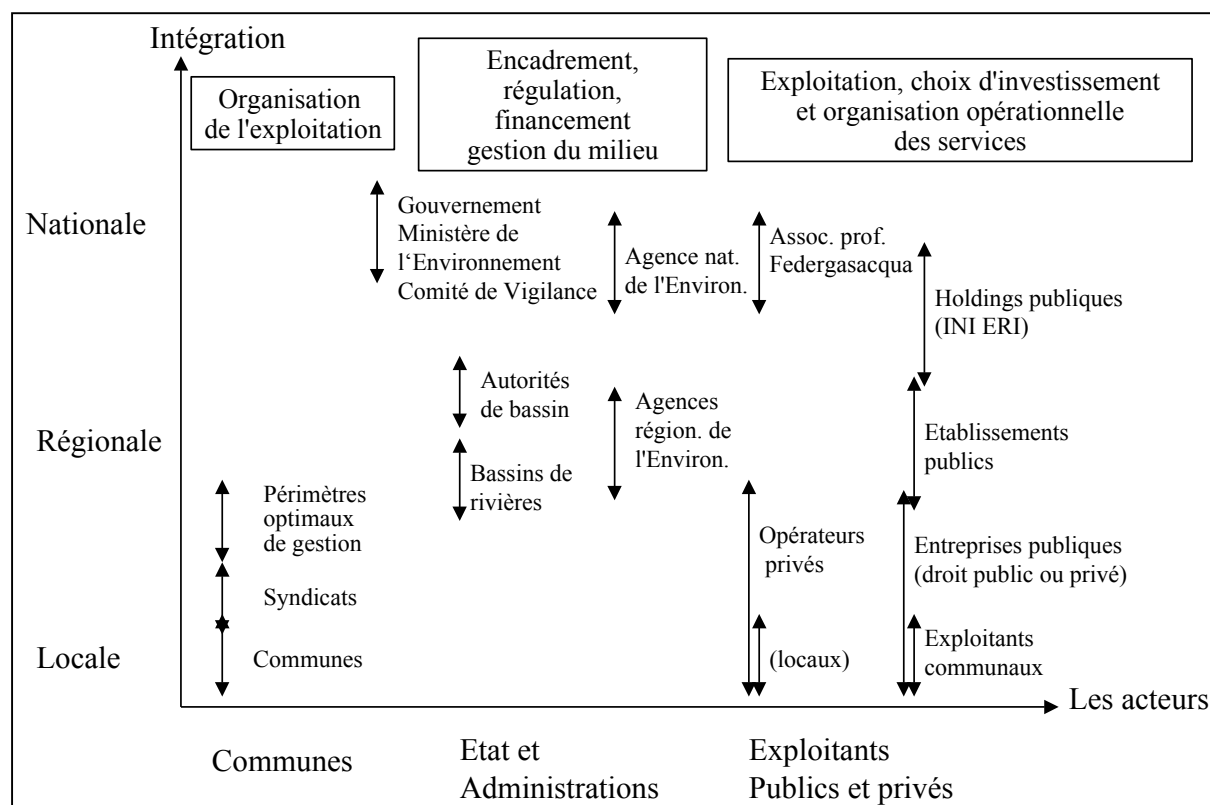 Intégration
Organisation
de l'exploitation
Encadrement,
régulation,
financement
gestion du milieu
Exploitation, choix d'investissement
et organisation opérationnelle
des services
Nationale
Gouvernement
Ministère de
l‘Environnement
Comité de Vigilance
Agence nat.
de l'Environ.
Assoc. prof.
Federgasacqua
Holdings publiques
(INI ERI)
Régionale
Autorités
de bassin
Bassins de
rivières
Agences
région. de
l'Environ.
Etablissements
publics
Périmètres
optimaux
de gestion
Syndicats
Opérateurs
privés
Entreprises publiques
(droit public ou privé)
Locale
Communes
(locaux)
Exploitants
communaux
Les acteurs
Communes
Etat et
Administrations
Exploitants
Publics et privés